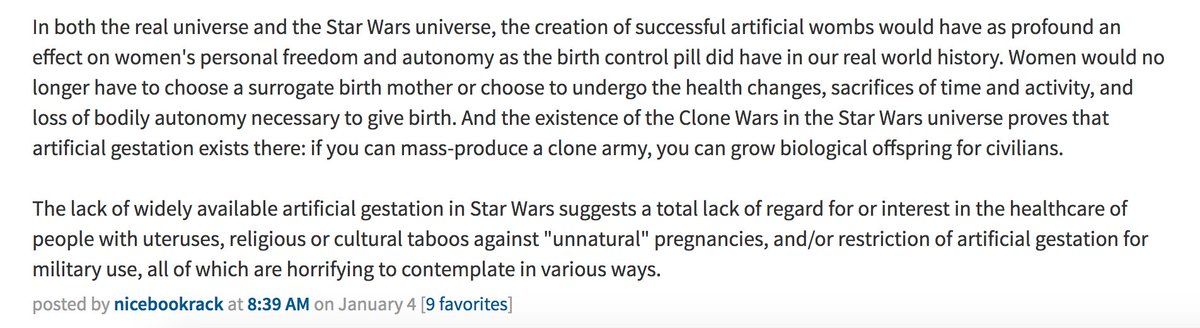 In both the real universe and the Star Wars universe, the creation of successful artificial wombs would have as profound an
effect on women's personal freedom and autonomy as the birth control pill did have in our real world history. Women would no
longer have to choose a surrogate birth mother or choose to undergo the health changes, sacrifices of time and activity, and
loss of bodily autonomy necessary to give birth. And the existence of the Clone Wars in the Star Wars universe proves that
artificial gestation exists there: if you can mass-produce a clone army, you can grow biological offspring for civilians.
The lack of widely available artificial gestation in Star Wars suggests a total lack of regard for or interest in the healthcare of
people with uteruses, religious or cultural taboos against "unnatural" pregnancies, and/or restriction of artificial gestation for
military use, all of which are horrifying to contemplate in various ways.
posted by nicebookrack at 8:39 AM on January 4 [9 favorites]